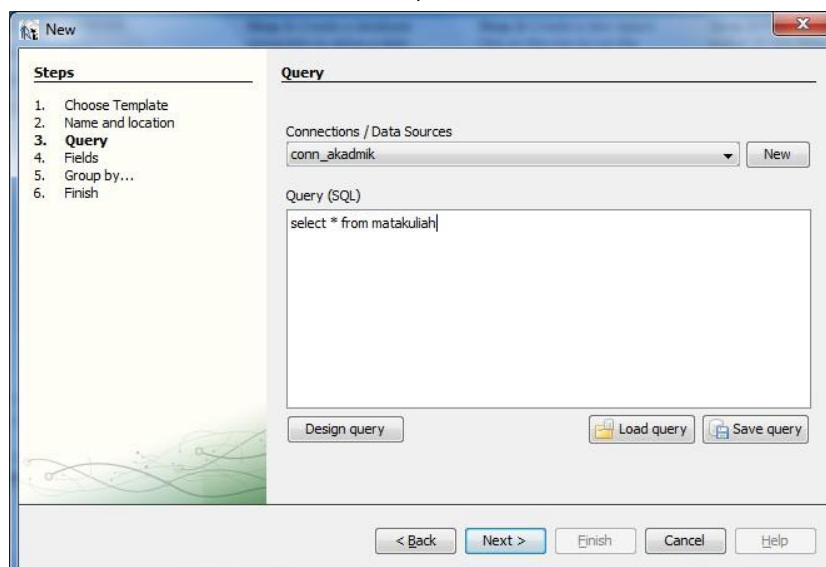 New
Steps
1. Choose Template
2. Name and location
3. Query
4. Fields
5. Group by...
6. Finish
Query
Connections / Data Sources
conn_akadmik
New
Query (SQL)
select * from matakuliah
Design query
Load query
Save query
< Back
Next >
Finish
Cancel
Help